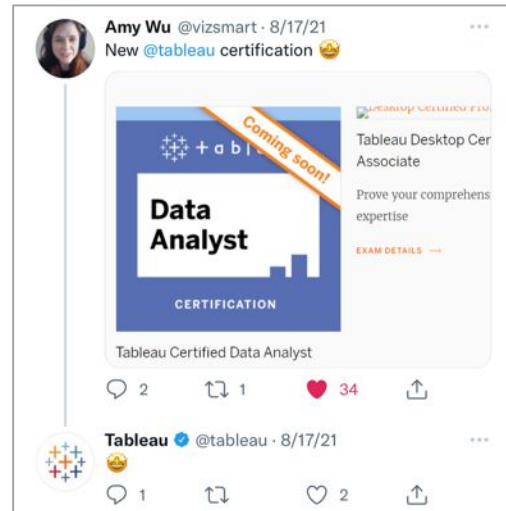 Amy Wu @vizsmart · 8/17/21
New @tableau certification 🤩
Coming soon!
Data
Analyst
CERTIFICATION
Tableau Certified Data Analyst
Tableau Desktop Cer
Associate
Prove your comprehens
expertise
EXAM DETAILS →
2 1 34
Tableau @tableau · 8/17/21
🤩
1 2